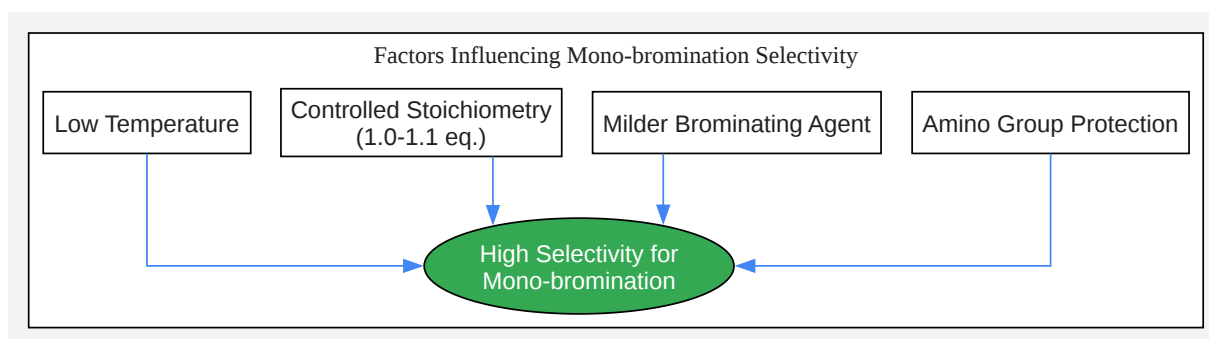 Factors Influencing Mono-bromination Selectivity
Low Temperature
Controlled Stoichiometry
(1.0-1.1 eq.)
Milder Brominating Agent
Amino Group Protection
High Selectivity for
Mono-bromination